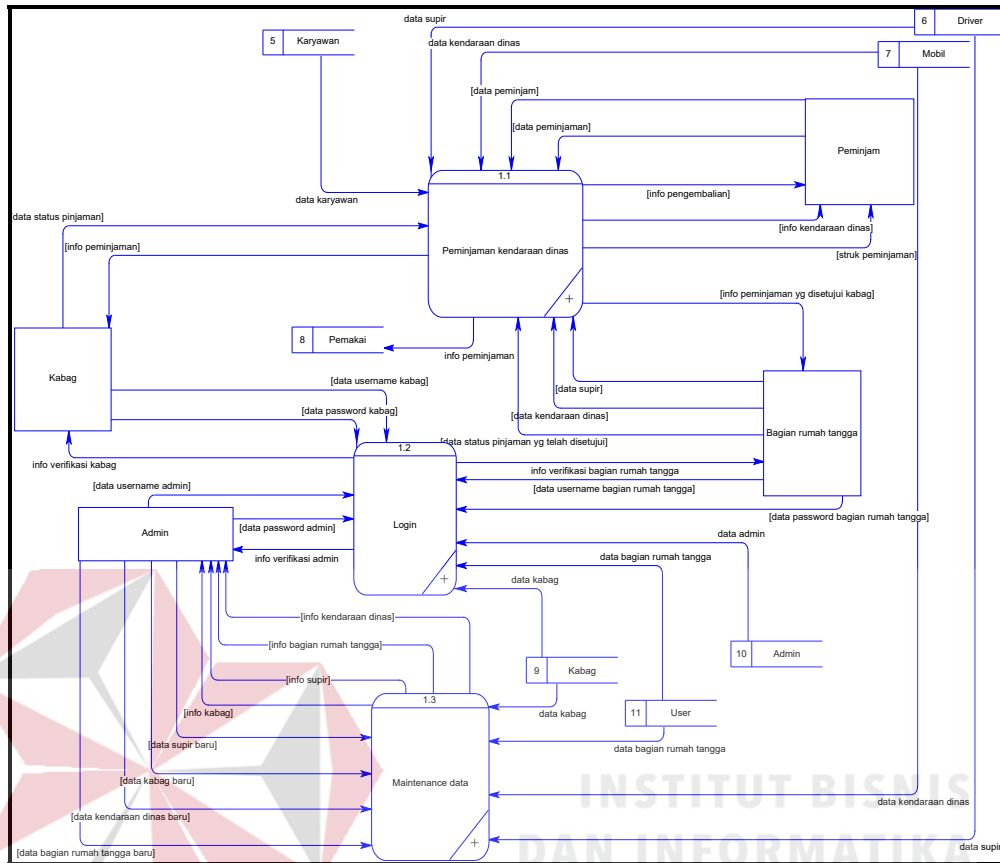 data supir
6 Driver
5 Karyawan
data kendaraan dinas
7 Mobil
[data peminjam]
[data peminjaman]
Peminjam
1.1
data karyawan
[info pengembalian]
data status pinjaman]
[info kendaraan dinas]
[info peminjaman]
Peminjaman kendaraan dinas
[struk peminjaman]
+
[info peminjaman yg disetujui kabag]
8 Pemakai
info peminjaman
Kabag
[data username kabag]
[data supir]
[data password kabag]
[data kendaraan dinas]
Bagian rumah tangga
[data status pinjaman yg telah disetujui]
1.2
info verifikasi kabag
info verifikasi bagian rumah tangga
[data username admin]
[data username bagian rumah tangga]
[data password bagian rumah tangga]
[data password admin]
Login
Admin
data admin
info verifikasi admin
data bagian rumah tangga
+
data kabag
[info kendaraan dinas]
[info bagian rumah tangga]
10 Admin
9 Kabag
[info supir]
1.3
[info kabag]
data kabag
11 User
[data supir baru]
data bagian rumah tangga
[data kabag baru]
Maintenance data
INSTITUT BISNIS
data kendaraan dinas
[data kendaraan dinas baru]
+
DAN INFORMATIKA
data supir
[data bagian rumah tangga baru]